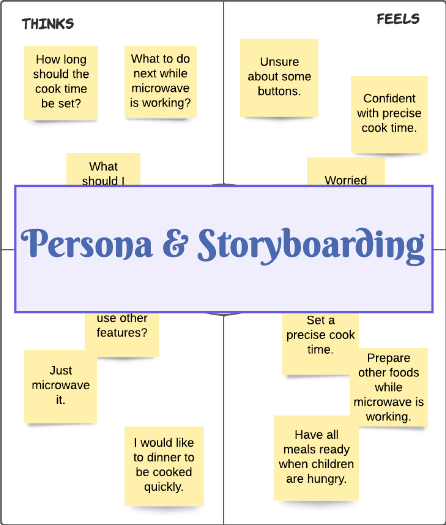 THINKS
FEELS
How long
should the
cook time
be set?
What to do
next while
microwave
is working?
Unsure
about some
buttons.
Confident
with precise
cook time.
What
should I
Worried
Persona & Storyboarding
use other
features?
Set a
precise cook
time.
Just
microwave
it.
Prepare
other foods
while
microwave is
working.
I would like
to dinner to
be cooked
quickly.
Have all
meals ready
when children
are hungry.